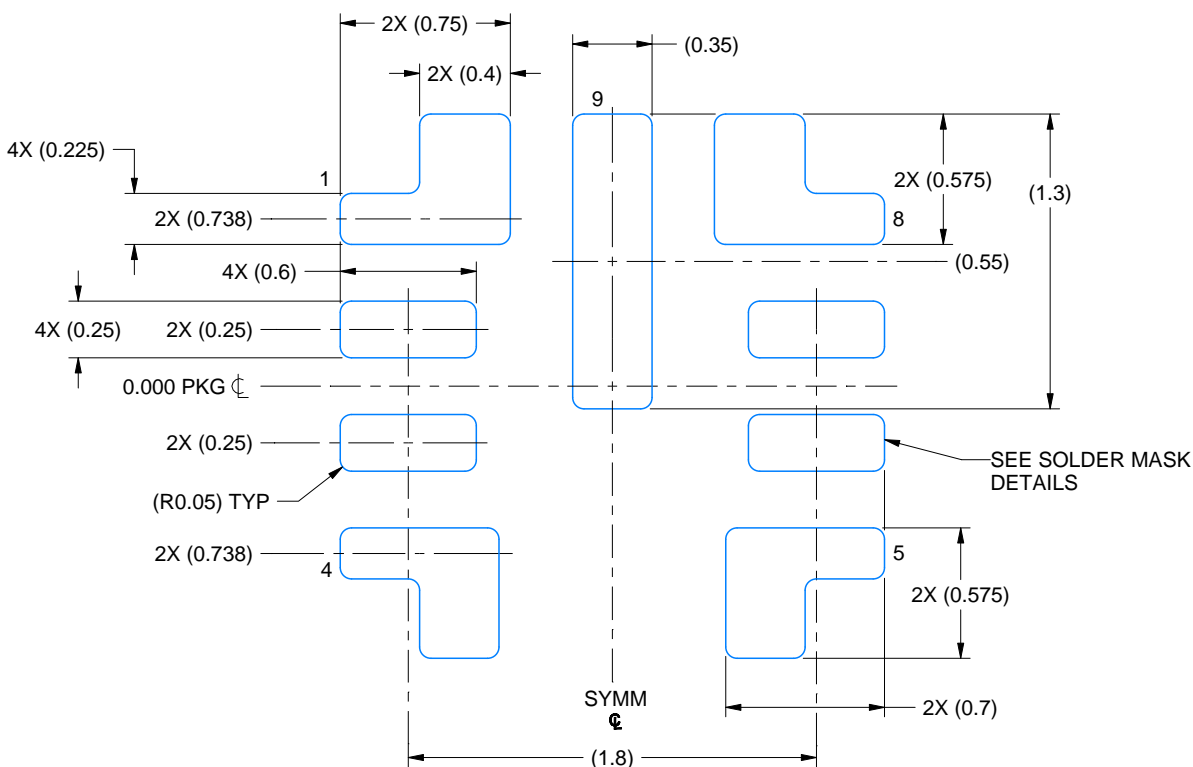 2X (0.75)
(0.35)
2X (0.4)
9
4X (0.225)
1
2X (0.575)
(1.3)
2X (0.738)
8
4X (0.6)
(0.55)
4X (0.25)
2X (0.25)
0.000 PKG ℄
2X (0.25)
SEE SOLDER MASK
DETAILS
(R0.05) TYP
2X (0.738)
4
5
2X (0.575)
SYMM
℄
2X (0.7)
(1.8)